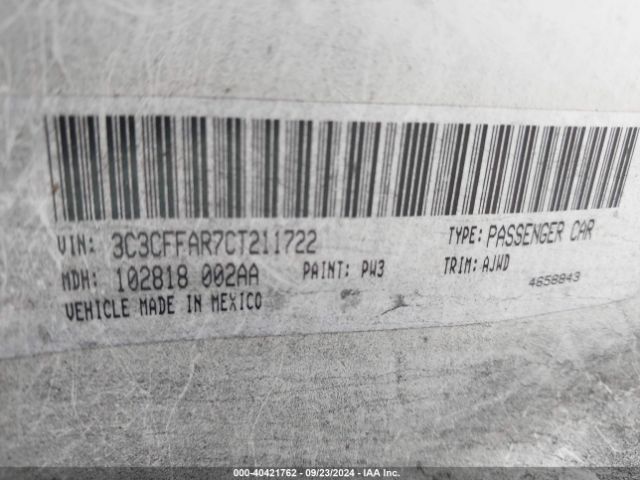 VIN: 3C3CFFAR7CT211722 TYPE: PASSENGER CAR
MDH: 102818 002AA PAINT: PW3 TRIM: AJWD
VEHICLE MADE IN MEXICO 4658843
000-40421762 - 09/23/2024 - IAA Inc.